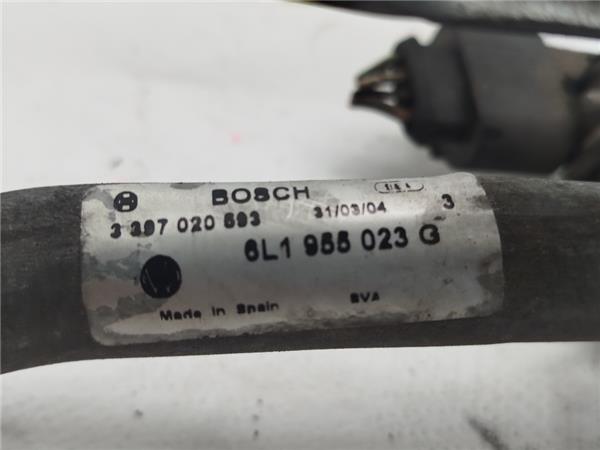 BOSCH
3 397 020 693 31/03/04 3
6L1 955 023 G
Made in Spain SVA